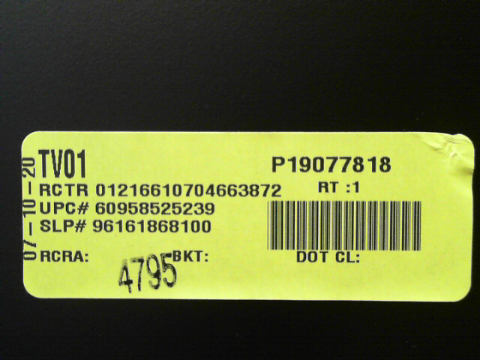 07-10-20
TV01
P19077818
RCTR 01216610704663872
RT :1
UPC# 60958525239
SLP# 96161868100
RCRA:
4795
BKT:
DOT CL: